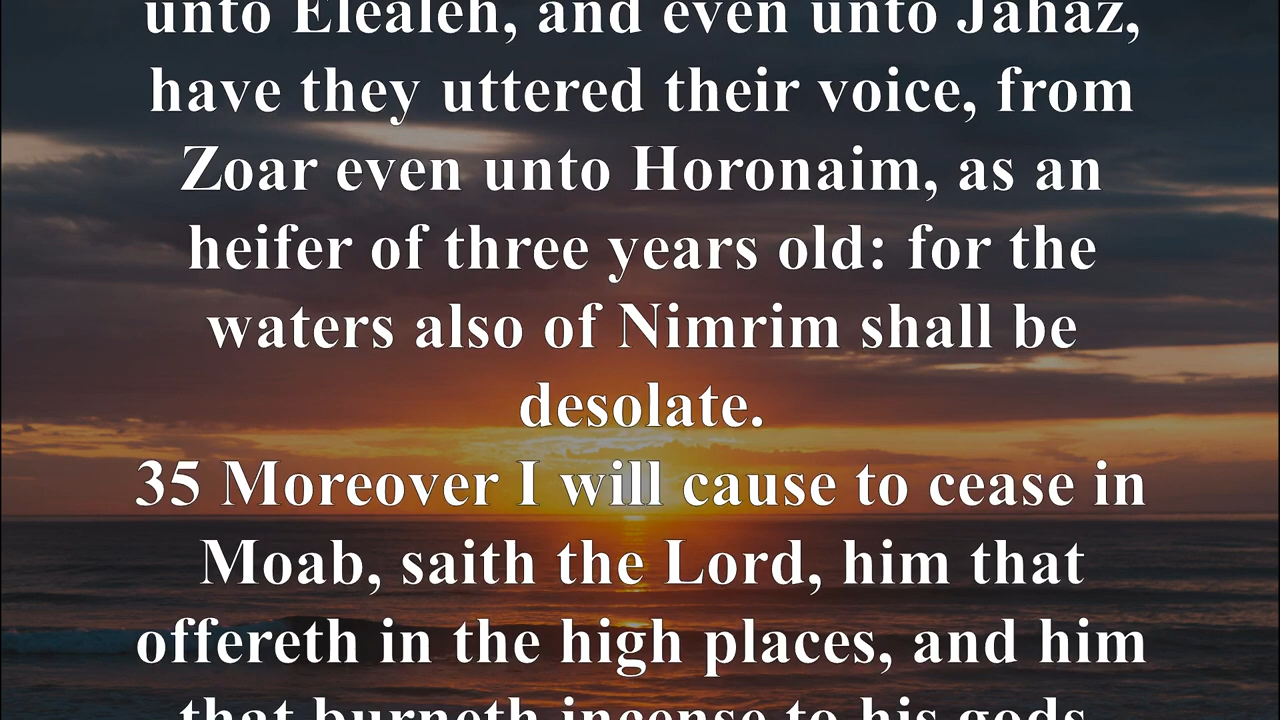 unto Elealeh, and even unto Jahaz,
have they uttered their voice, from
Zoar even unto Horonaim, as an
heifer of three years old: for the
waters also of Nimrim shall be
desolate.
35 Moreover I will cause to cease in
Moab, saith the Lord, him that
offereth in the high places, and him
that burneth incense to his gods